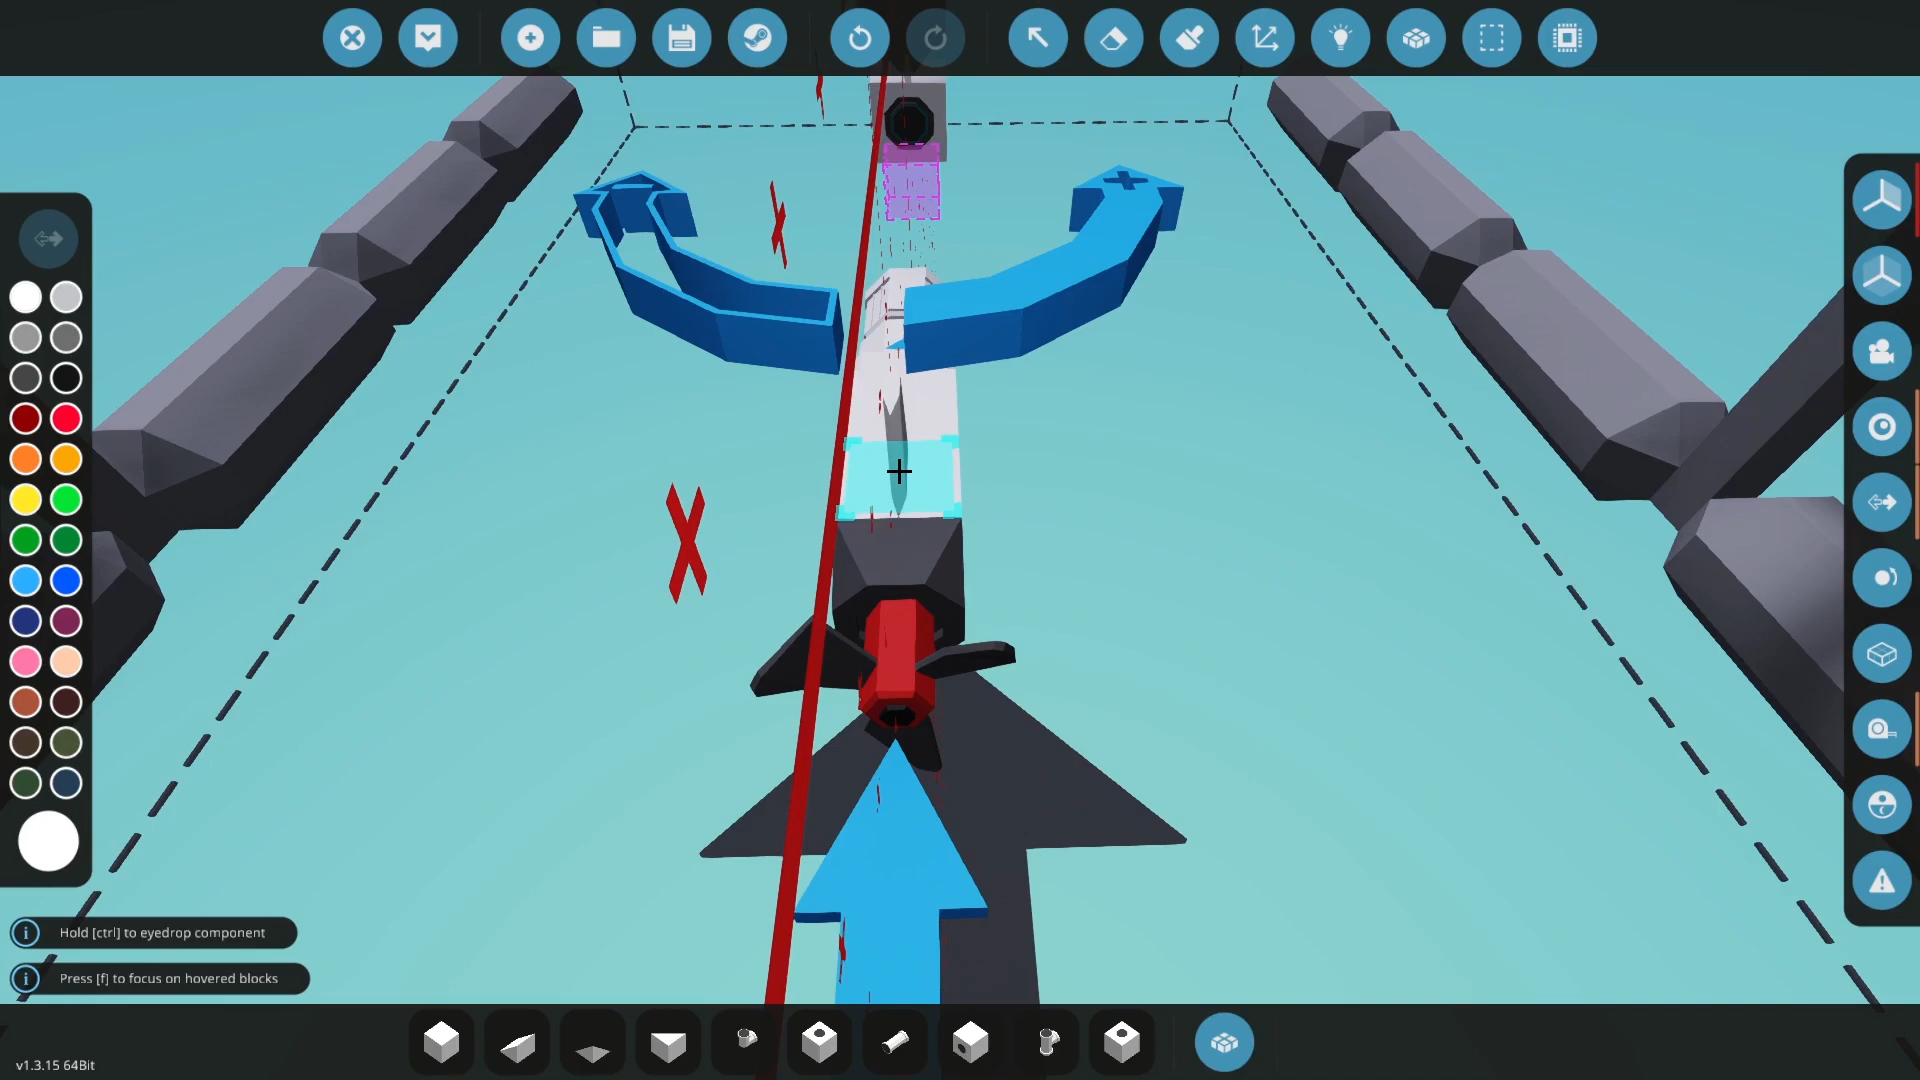 Hold [ctrl] to eyedrop component
Press [f] to focus on hovered blocks
v1.3.15 64Bit